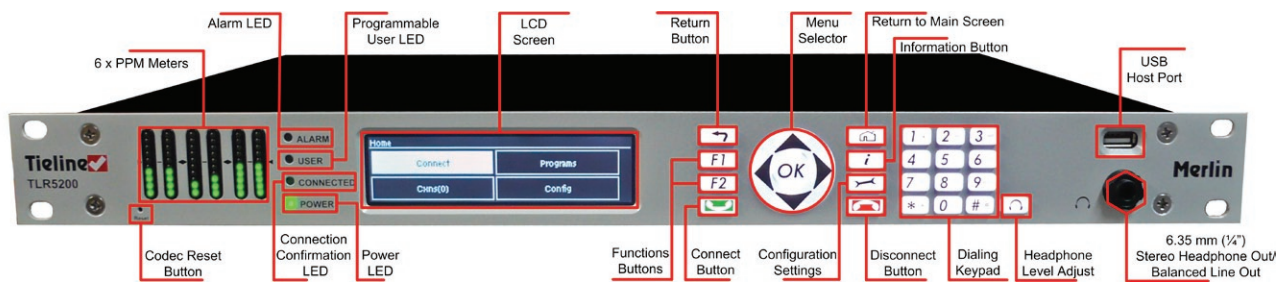 Alarm LED
Programmable
User LED
LCD
Screen
Return
Button
Menu
Selector
Return to Main Screen
Information Button
USB
Host Port
6 x PPM Meters
Tieline
TLR5200
Reset
ALARM
USER
CONNECTED
POWER
Home
Connect
Programs
Cxns(0)
Config
F1
F2
OK
i
1 2 3
4 5 6
7 8 9
* 0 #
Merlin
Codec Reset
Button
Connection
Confirmation
LED
Power
LED
Functions
Buttons
Connect
Button
Configuration
Settings
Disconnect
Button
Dialing
Keypad
Headphone
Level Adjust
6.35 mm (¼")
Stereo Headphone Out/
Balanced Line Out